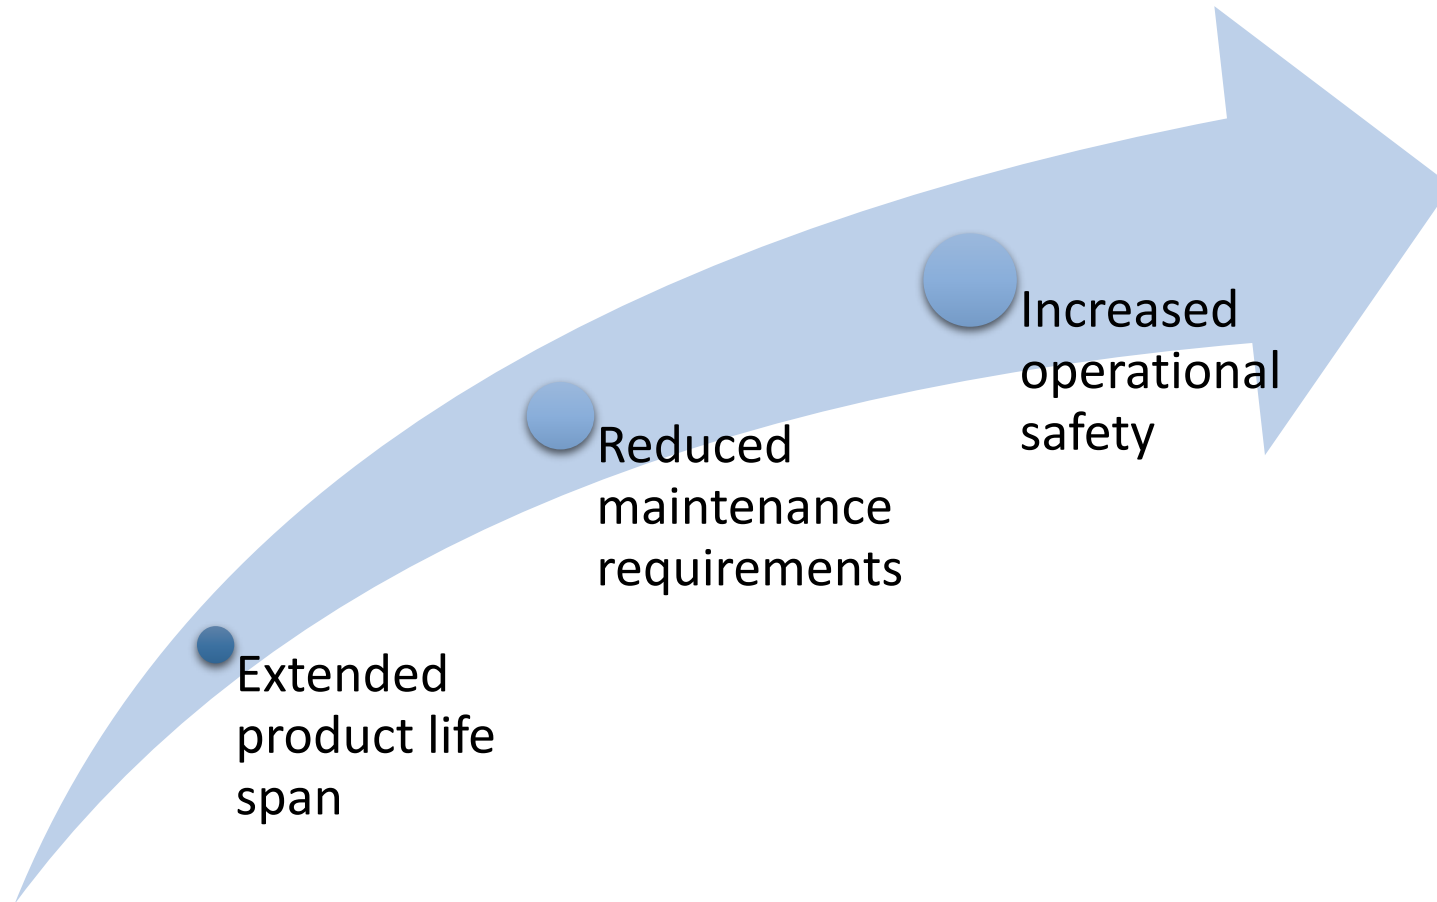 Increased
operational
safety
Reduced
maintenance
requirements
Extended
product life
span